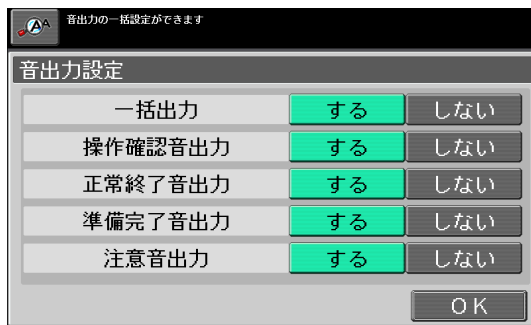 AA
音出力の一括設定ができます
音出力設定
一括出力 する しない
操作確認音出力 する しない
正常終了音出力 する しない
準備完了音出力 する しない
注意音出力 する しない
OK